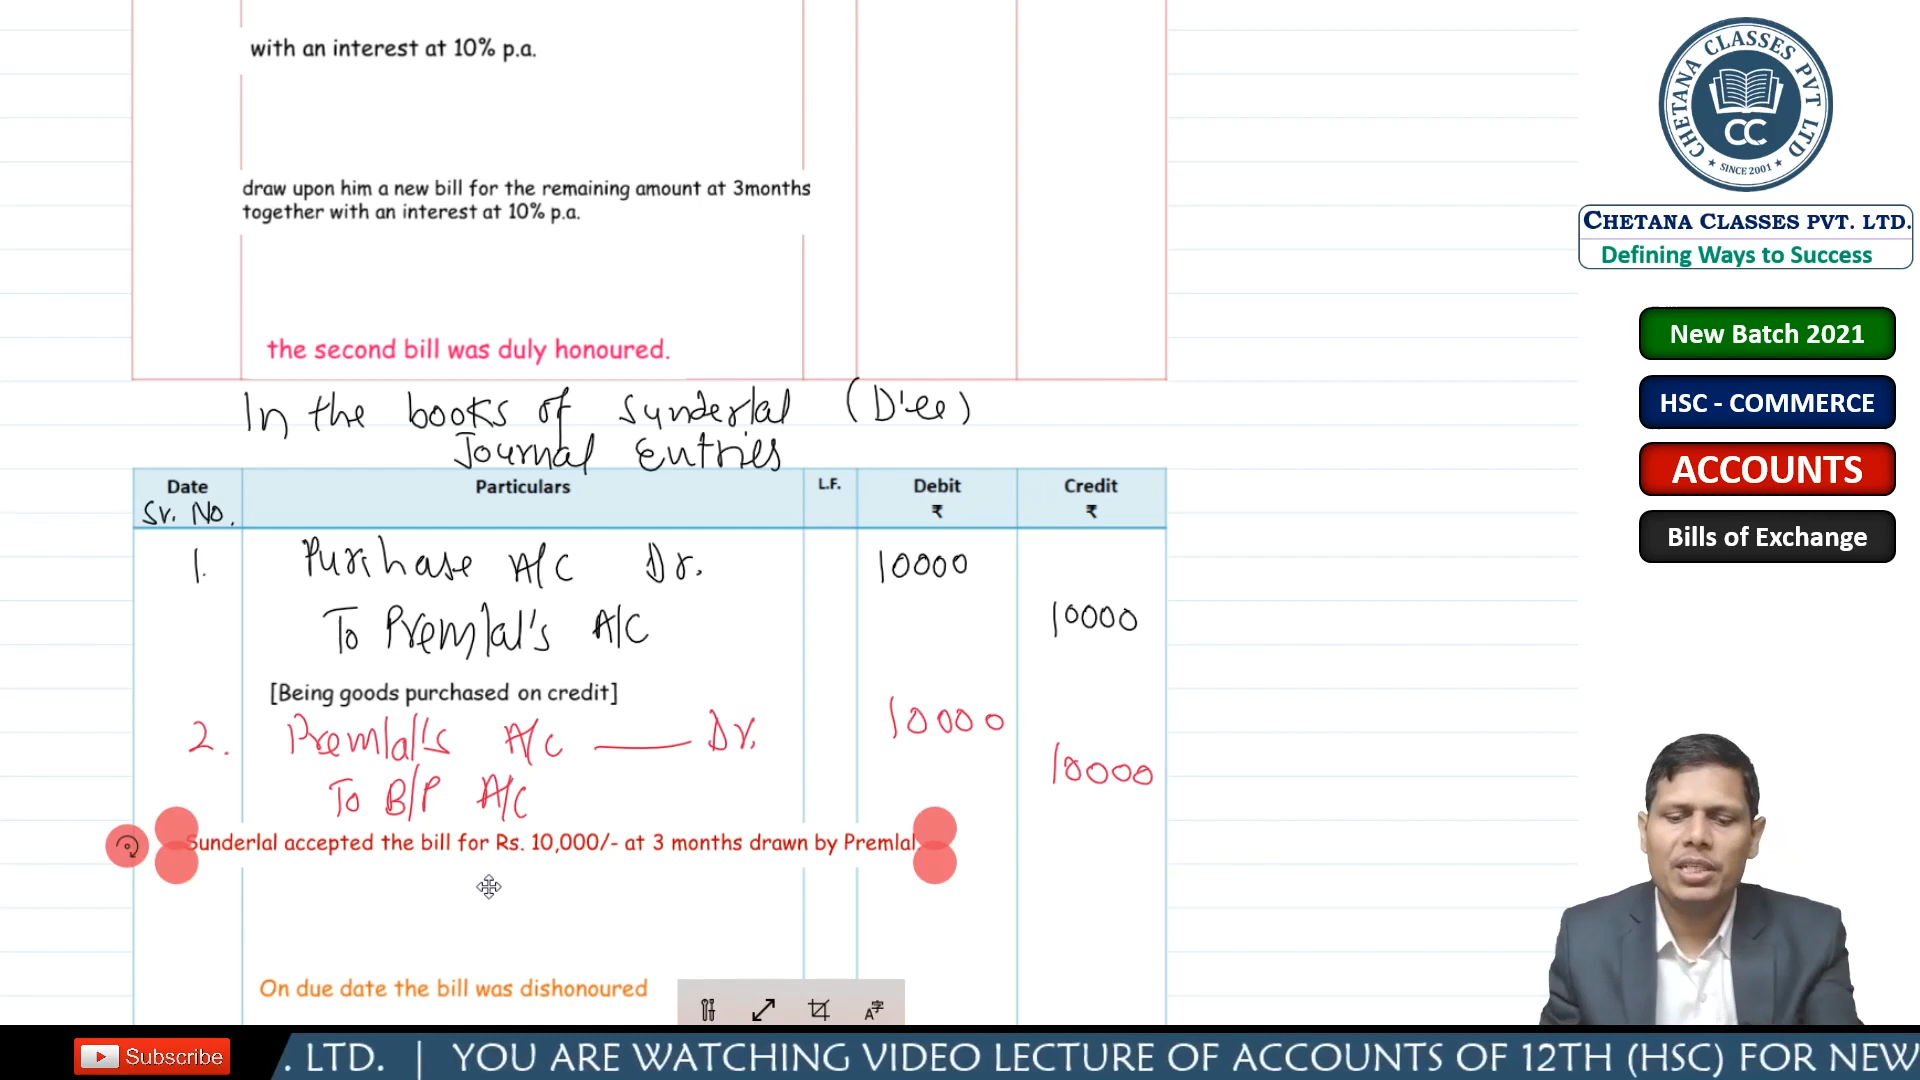 with an interest at 10% p.a.
draw upon him a new bill for the remaining amount at 3months
together with an interest at 10% p.a.
the second bill was duly honoured.
In the books of Sunderlal (D'ee)
Journal Entries
Date Particulars L.F. Debit Credit
Sr. No. ₹ ₹
1. Purchase A/C Dr. 10000
To Premlal's A/C 10000
[Being goods purchased on credit]
2. Premlal's A/C Dr. 10000
To B/P A/C 10000
Sunderlal accepted the bill for Rs. 10,000/- at 3 months drawn by Premlal.
On due date the bill was dishonoured
CHETANA CLASSES PVT LTD
CC
SINCE 2001
CHETANA CLASSES PVT. LTD.
Defining Ways to Success
New Batch 2021
HSC - COMMERCE
ACCOUNTS
Bills of Exchange
Subscribe
. LTD. | YOU ARE WATCHING VIDEO LECTURE OF ACCOUNTS OF 12TH (HSC) FOR NEW